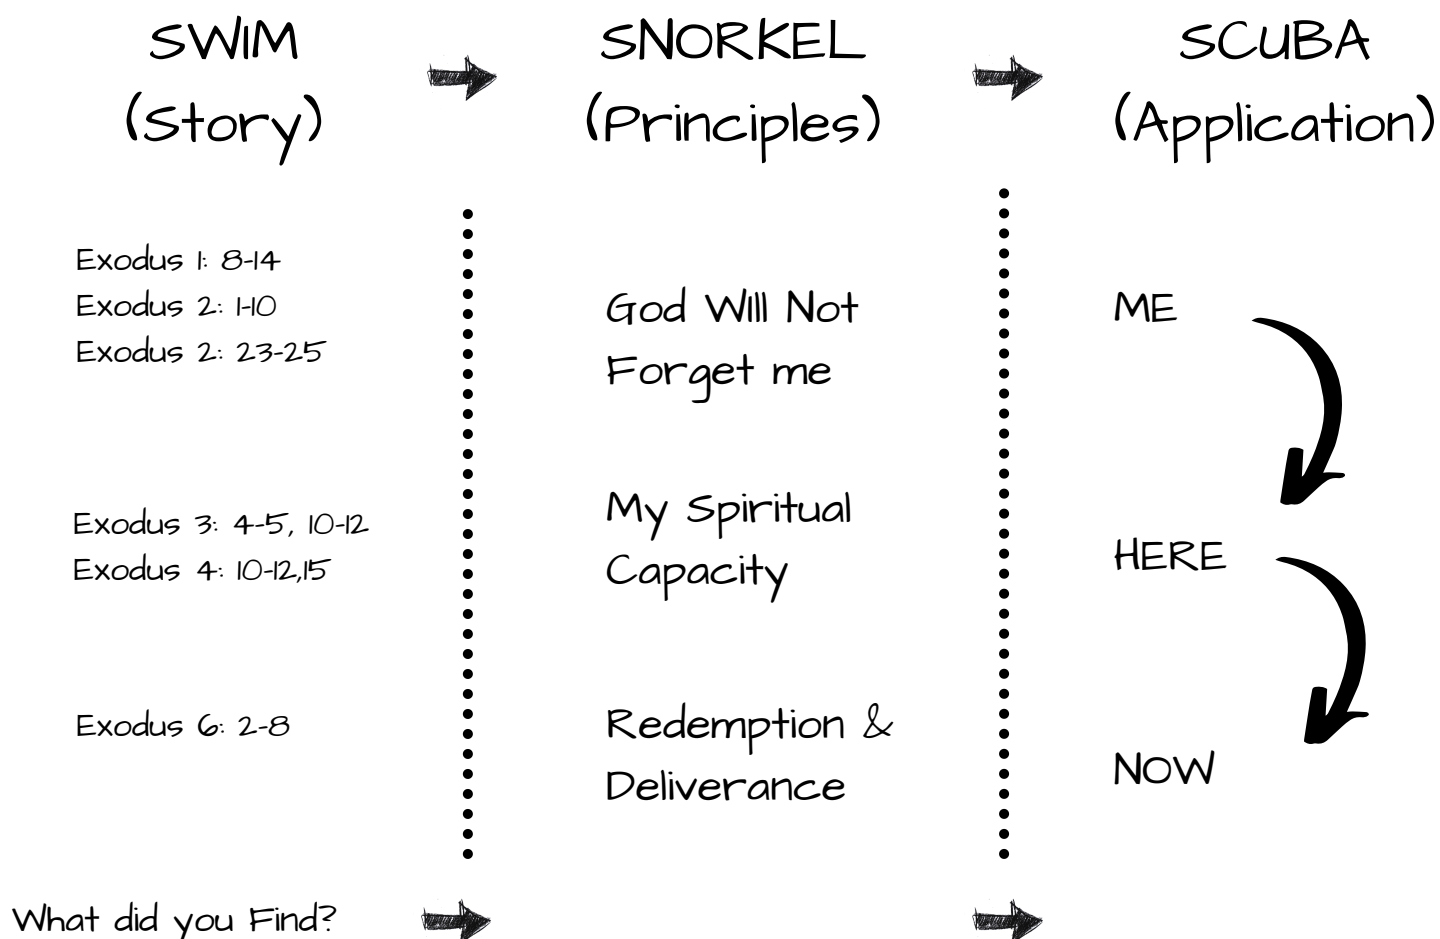 SWIM
(Story)
SNORKEL
(Principles)
SCUBA
(Application)
Exodus 1: 8-14
Exodus 2: 1-10
Exodus 2: 23-25
God Will Not
Forget me
ME
Exodus 3: 4-5, 10-12
Exodus 4: 10-12,15
My Spiritual
Capacity
HERE
Exodus 6: 2-8
Redemption &
Deliverance
NOW
What did you Find?